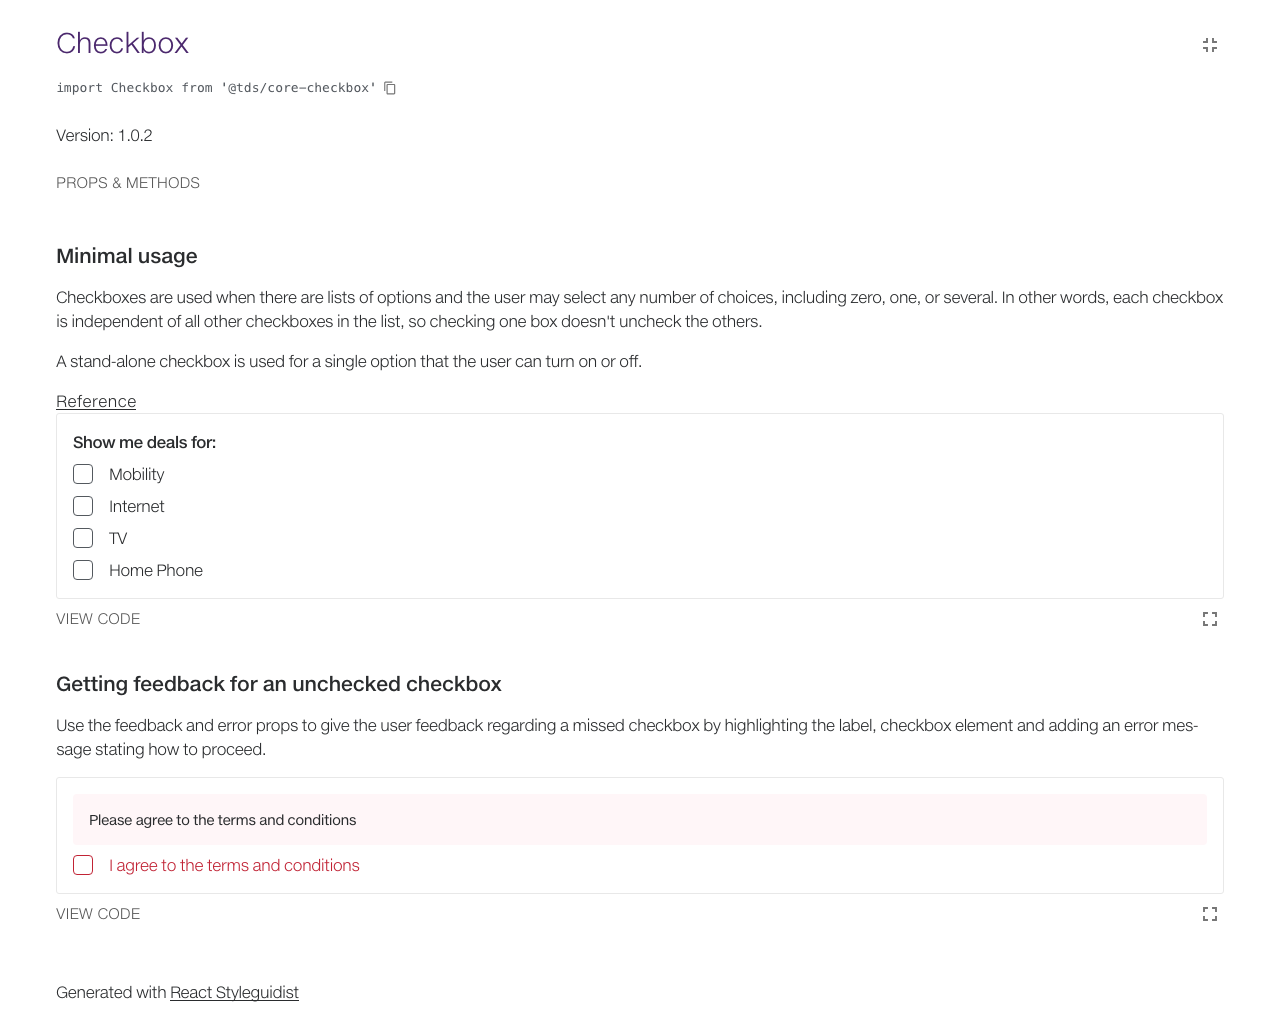 Checkbox
import Checkbox from '@tds/core-checkbox'
Version: 1.0.2
PROPS & METHODS
Minimal usage
Checkboxes are used when there are lists of options and the user may select any number of choices, including zero, one, or several. In other words, each checkbox
is independent of all other checkboxes in the list, so checking one box doesn't uncheck the others.
A stand-alone checkbox is used for a single option that the user can turn on or off.
Reference
Show me deals for:
Mobility
Internet
TV
Home Phone
VIEW CODE
Getting feedback for an unchecked checkbox
Use the feedback and error props to give the user feedback regarding a missed checkbox by highlighting the label, checkbox element and adding an error mes-
sage stating how to proceed.
Please agree to the terms and conditions
I agree to the terms and conditions
VIEW CODE
Generated with React Styleguidist